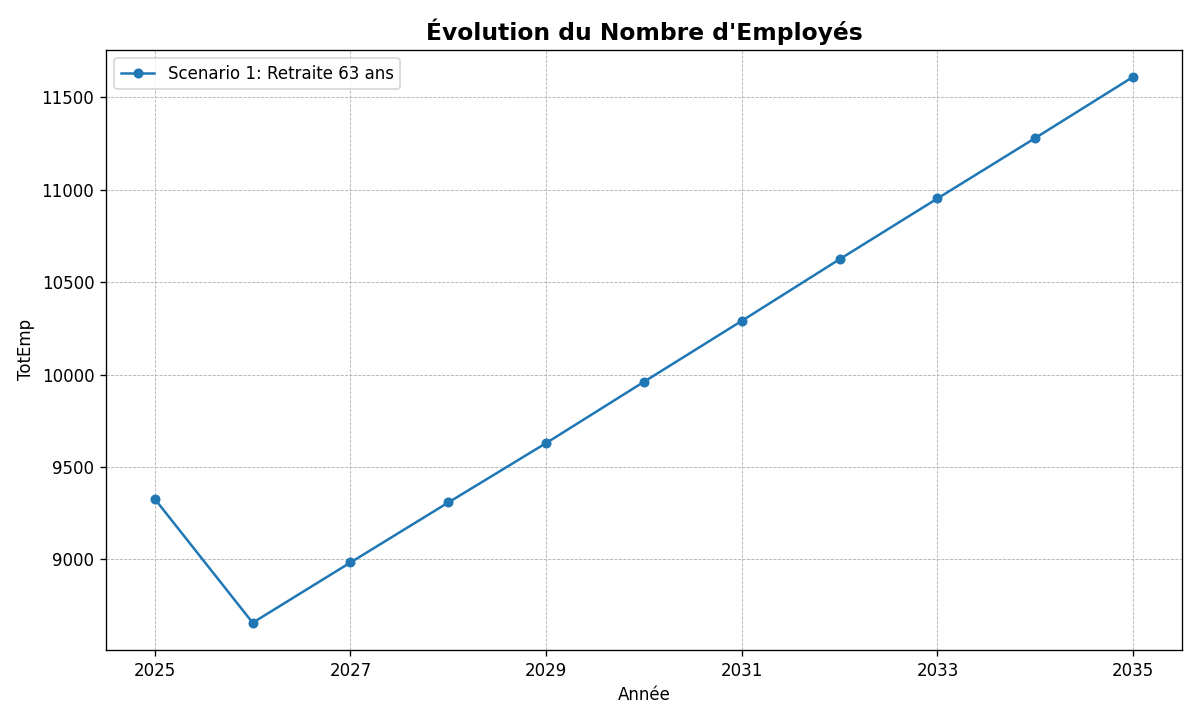 Évolution du Nombre d'Employés
Scenario 1: Retraite 63 ans
TotEmp
11500
11000
10500
10000
9500
9000
2025 2027 2029 2031 2033 2035
Année